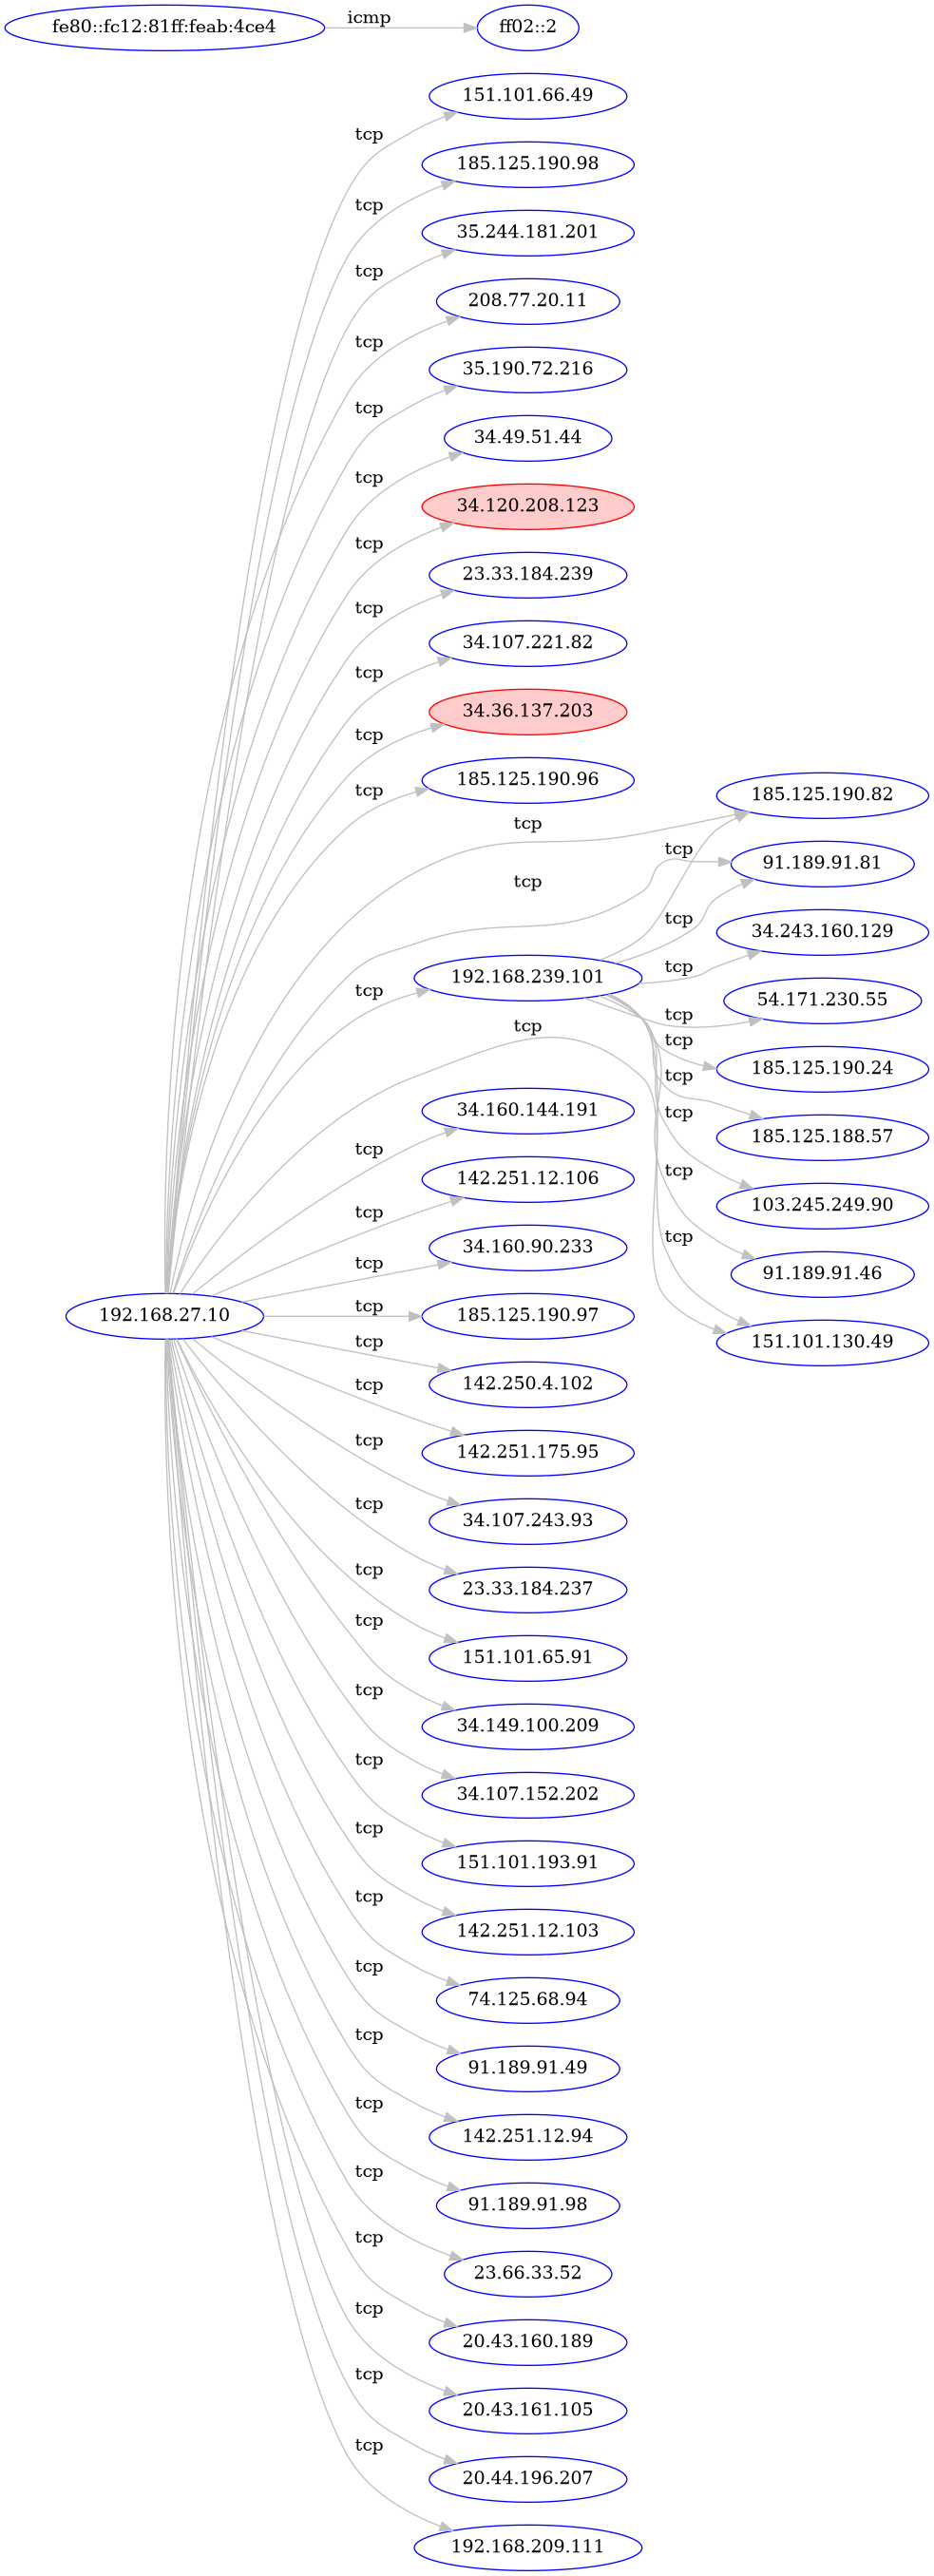 fe80::fc12:81ff:feab:4ce4
icmp
ff02::2
151.101.66.49
tcp
185.125.190.98
tcp
35.244.181.201
tcp
208.77.20.11
tcp
35.190.72.216
tcp
34.49.51.44
tcp
34.120.208.123
tcp
23.33.184.239
tcp
34.107.221.82
tcp
34.36.137.203
tcp
185.125.190.96
tcp
185.125.190.82
tcp
tcp
91.189.91.81
tcp
tcp
34.243.160.129
192.168.239.101
tcp
tcp
54.171.230.55
tcp
tcp
tcp
185.125.190.24
tcp
34.160.144.191
tcp
185.125.188.57
tcp
142.251.12.106
tcp
103.245.249.90
tcp
34.160.90.233
tcp
tcp
91.189.91.46
192.168.27.10
tcp
185.125.190.97
tcp
151.101.130.49
142.250.4.102
tcp
142.251.175.95
tcp
34.107.243.93
tcp
23.33.184.237
tcp
151.101.65.91
tcp
34.149.100.209
tcp
34.107.152.202
tcp
151.101.193.91
tcp
142.251.12.103
tcp
74.125.68.94
tcp
91.189.91.49
tcp
142.251.12.94
tcp
91.189.91.98
tcp
23.66.33.52
tcp
20.43.160.189
tcp
20.43.161.105
tcp
20.44.196.207
tcp
192.168.209.111